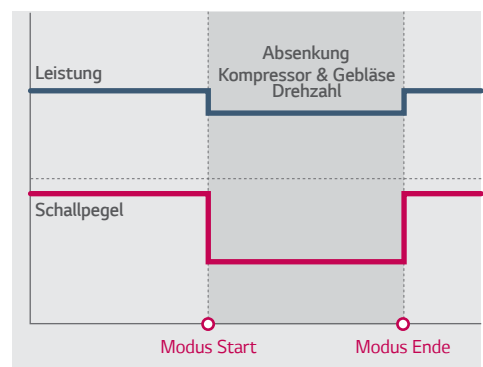 Absenkung
Kompressor & Gebläse
Drehzahl
Leistung
Schallpegel
Modus Start
Modus Ende